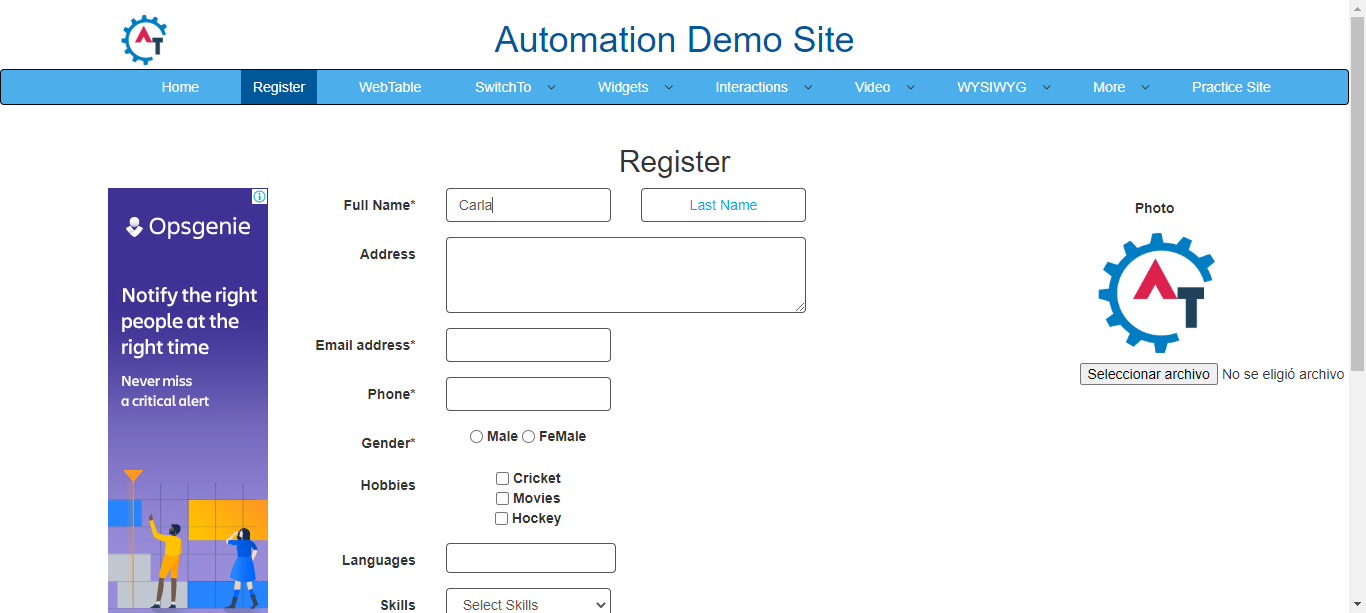 AT
Automation Demo Site
Home Register WebTable SwitchTo Widgets Interactions Video WYSIWYG More Practice Site
Register
Opsgenie
Notify the right
people at the
right time
Never miss
a critical alert
Full Name* Carla Last Name
Address
Email address*
Phone*
Gender* Male FeMale
Hobbies Cricket
Movies
Hockey
Languages
Skills Select Skills
Photo
AT
Seleccionar archivo No se eligió archivo